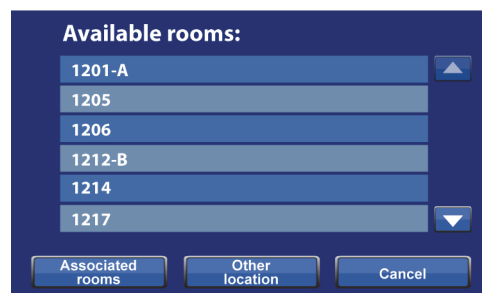 Available rooms:
1201-A
1205
1206
1212-B
1214
1217
Associated
rooms
Other
location
Cancel